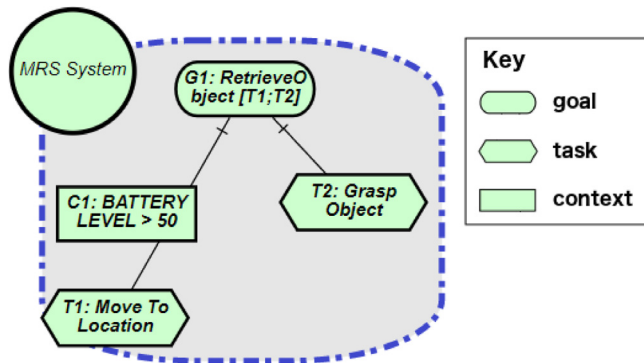 MRS System
G1: RetrieveO
bject [T1;T2]
C1: BATTERY
LEVEL > 50
T2: Grasp
Object
T1: Move To
Location
Key
goal
task
context